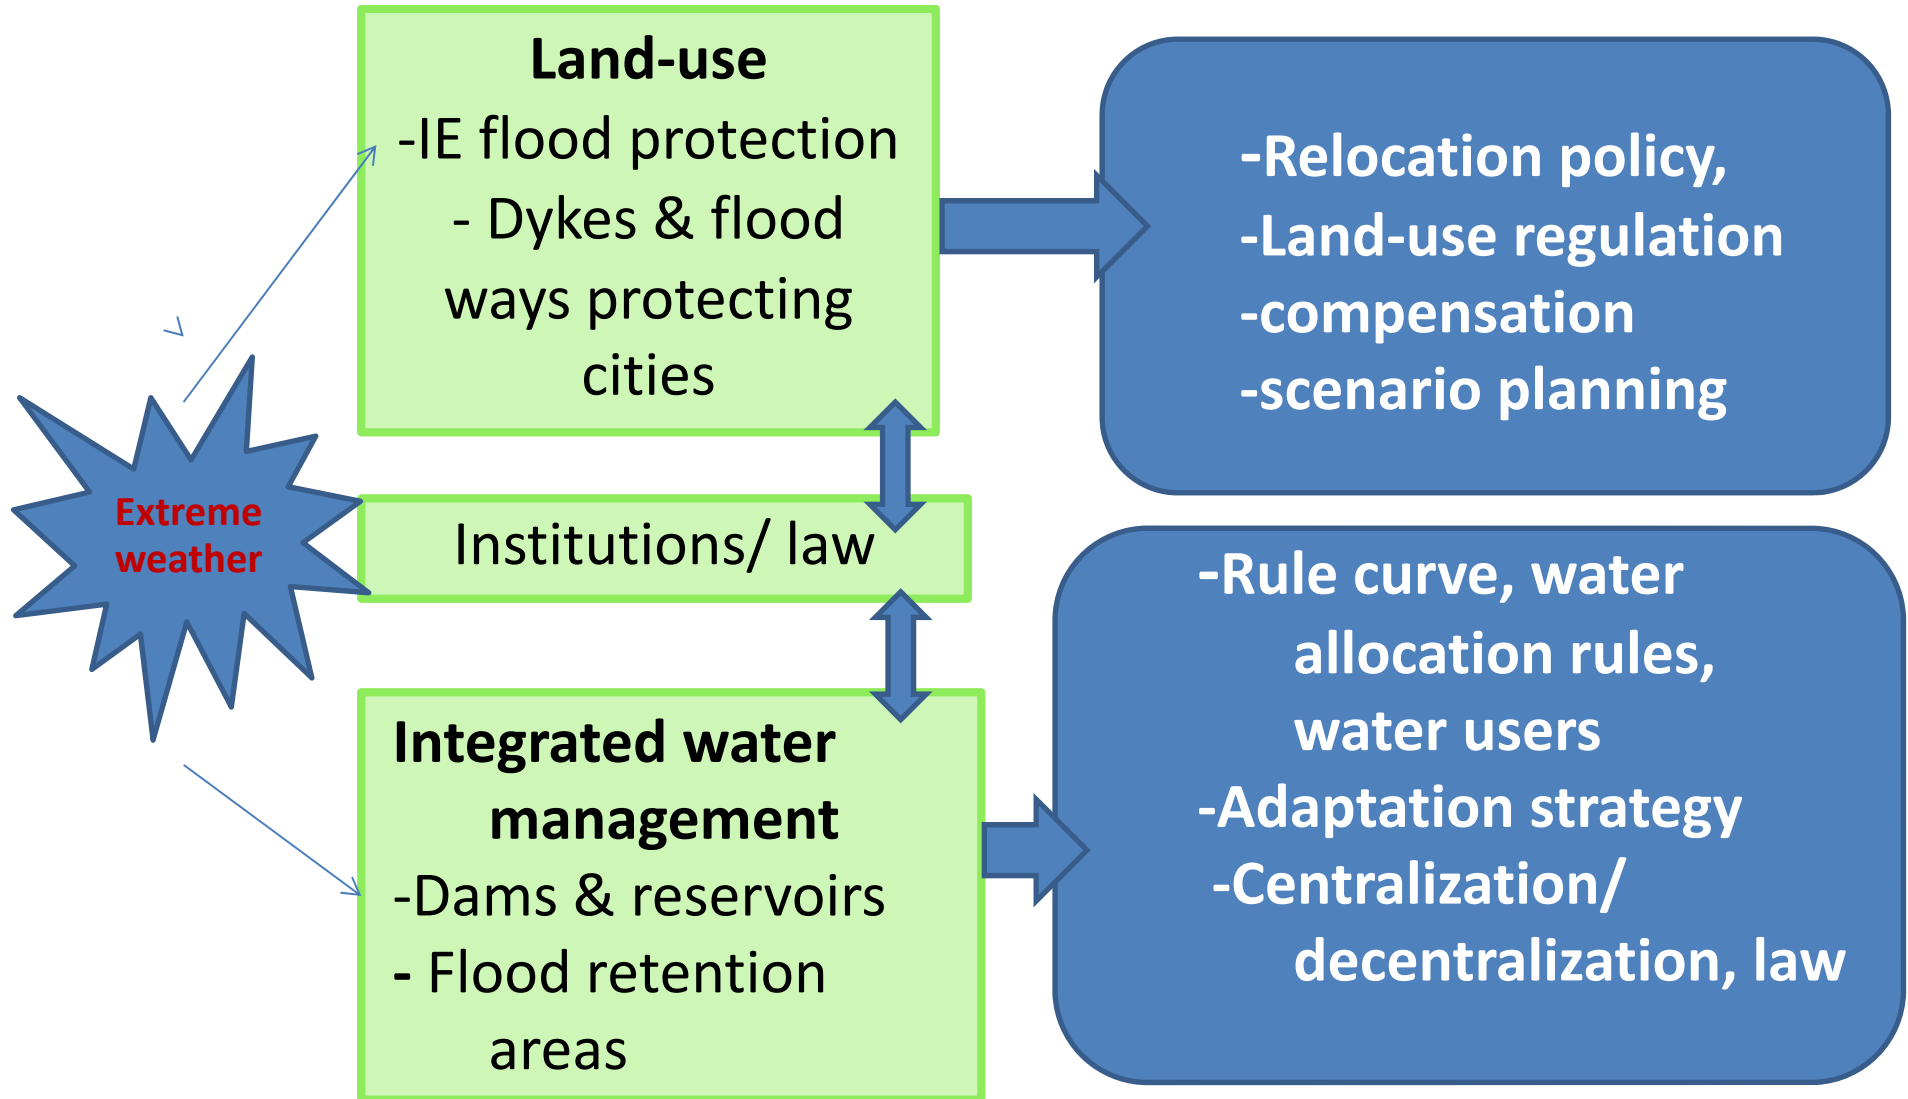 Land-use
-IE flood protection
- Dykes & flood
ways protecting
cities
-Relocation policy,
-Land-use regulation
-compensation
-scenario planning
Extreme
weather
Institutions/ law
Integrated water
management
-Dams & reservoirs
- Flood retention
areas
-Rule curve, water
allocation rules,
water users
-Adaptation strategy
-Centralization/
decentralization, law